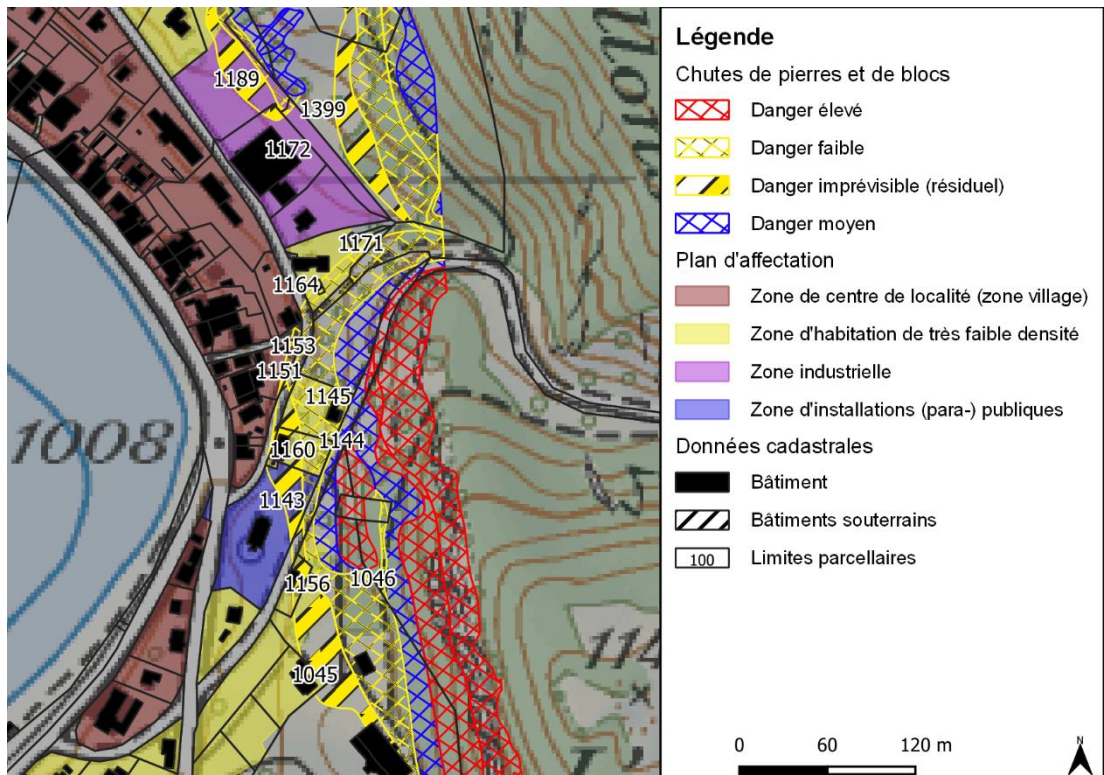 1189
1399
1172
1171
1164
1153
1151
1145
1008
1144
1160
1143
1156
1046
1045
Légende
Chutes de pierres et de blocs
Danger élevé
Danger faible
Danger imprévisible (résiduel)
Danger moyen
Plan d'affectation
Zone de centre de localité (zone village)
Zone d'habitation de très faible densité
Zone industrielle
Zone d'installations (para-) publiques
Données cadastrales
Bâtiment
Bâtiments souterrains
100 Limites parcellaires
0 60 120 m
N